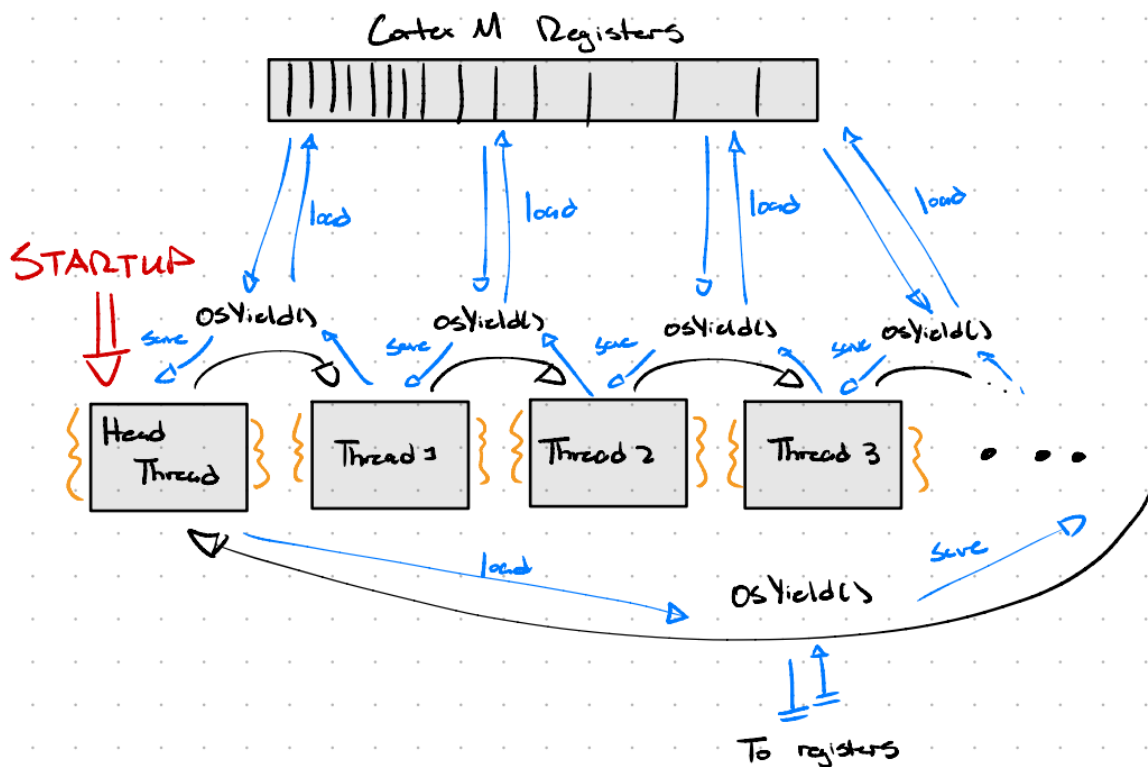 Cortex M Registers
load
load
load
load
STARTUP
osYield()
osYield()
osYield()
osYield()
save
save
save
save
Head
Thread
Thread 1
Thread 2
Thread 3
load
osYield()
save
To registers